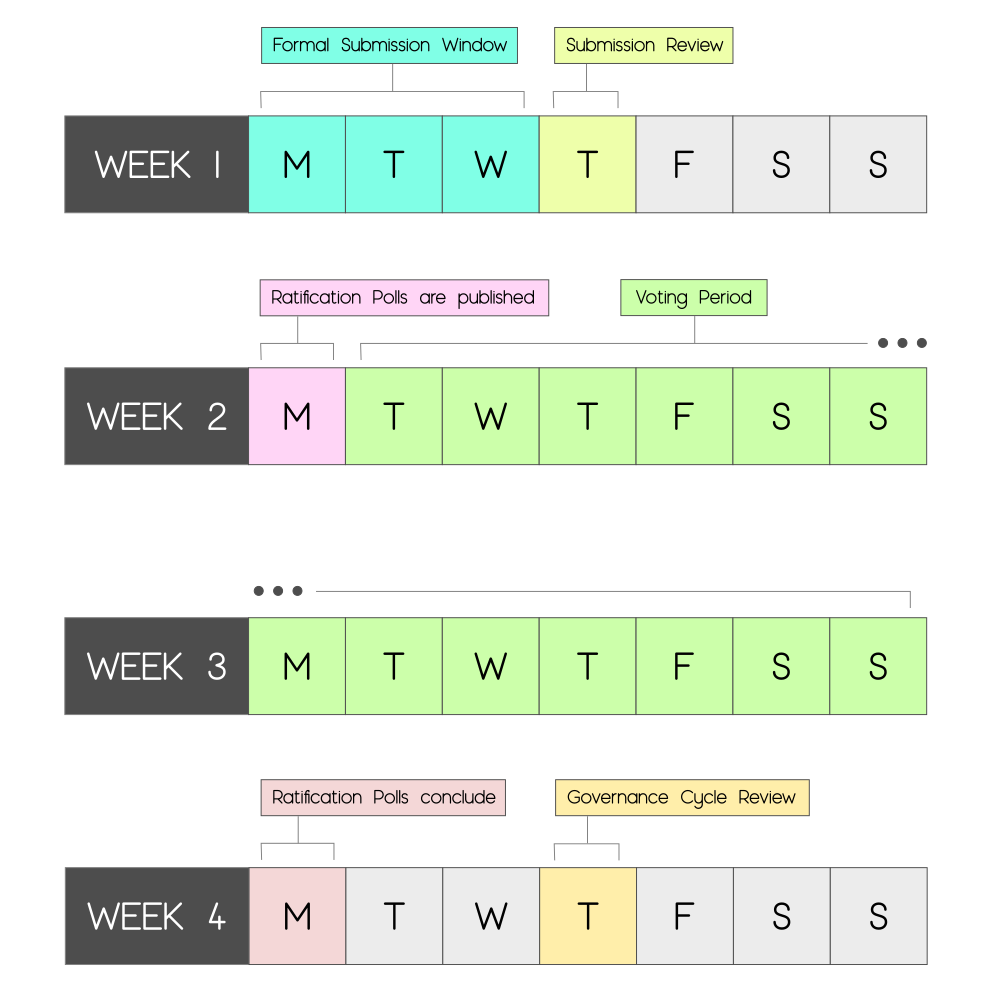 Formal Submission Window Submission Review
WEEK 1 M T W T F S S
Ratification Polls are published Voting Period
WEEK 2 M T W T F S S
WEEK 3 M T W T F S S
Ratification Polls conclude Governance Cycle Review
WEEK 4 M T W T F S S